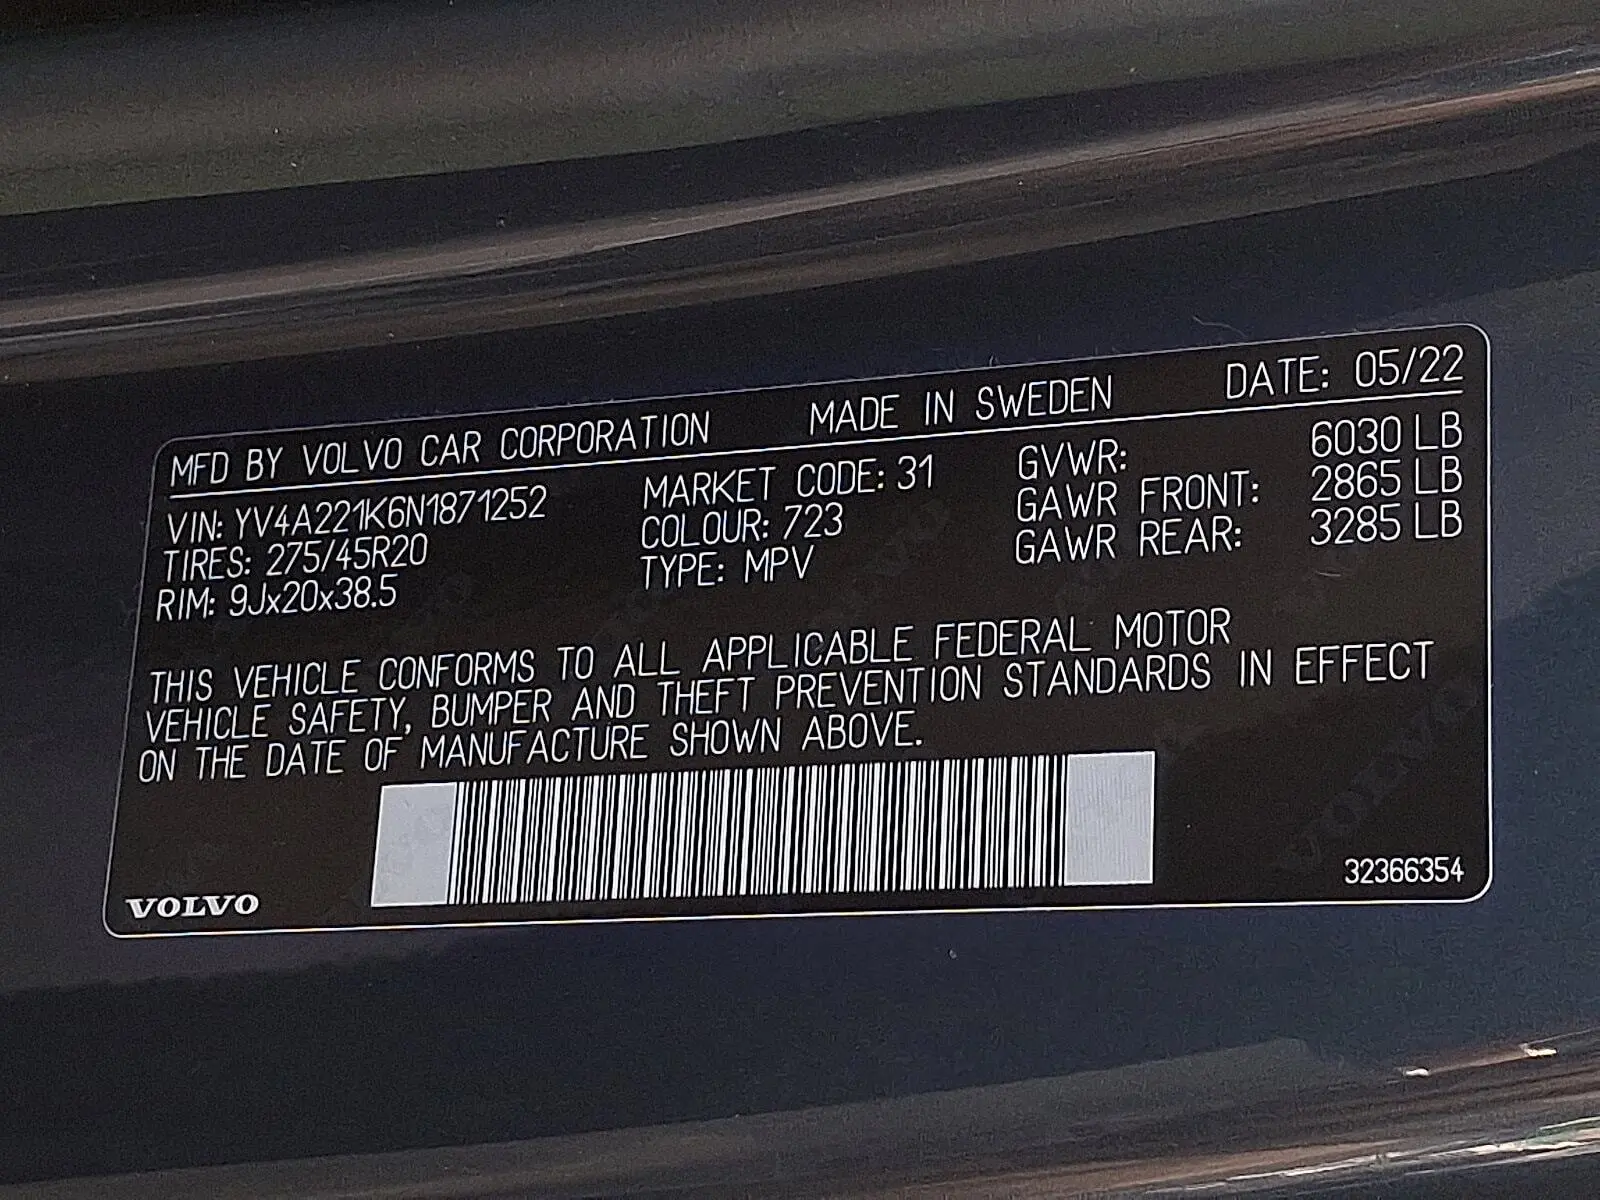 MFD BY VOLVO CAR CORPORATION MADE IN SWEDEN DATE: 05/22
VIN: YV4A221K6N1871252 MARKET CODE: 31 GVWR: 6030 LB
TIRES: 275/45R20 COLOUR: 723 GAWR FRONT: 2865 LB
RIM: 9Jx20x38.5 TYPE: MPV GAWR REAR: 3285 LB
THIS VEHICLE CONFORMS TO ALL APPLICABLE FEDERAL MOTOR
VEHICLE SAFETY, BUMPER AND THEFT PREVENTION STANDARDS IN EFFECT
ON THE DATE OF MANUFACTURE SHOWN ABOVE.
VOLVO 32366354